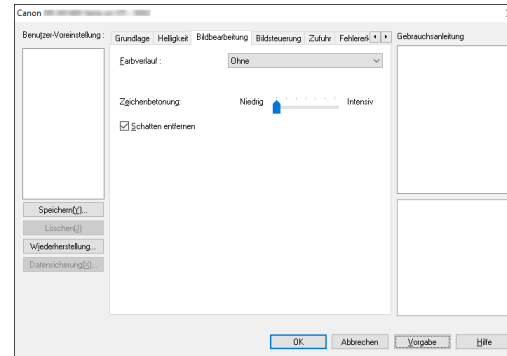 Canon
Benutzer-Voreinstellung :
Grundlage Helligkeit Bildbearbeitung Bildsteuerung Zufuhr Fehlererk
Gebrauchsanleitung
Farbverlauf :
Ohne
Zeichenbetonung:
Niedrig
Intensiv
Schatten entfernen
Speichern(Y)...
Löschen(J)
Wiederherstellung...
Datensicherung(X)...
OK
Abbrechen
Vorgabe
Hilfe